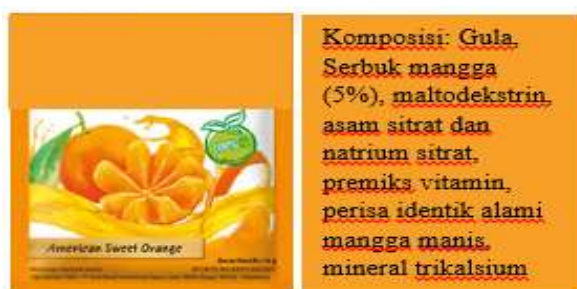 American Sweet Orange
Komposisi: Gula,
Serbuk mangga
(5%), maltodekstrin,
asam sitrat dan
natrium sitrat,
premiks vitamin,
perisa identik alami
mangga manis,
mineral trikalsium